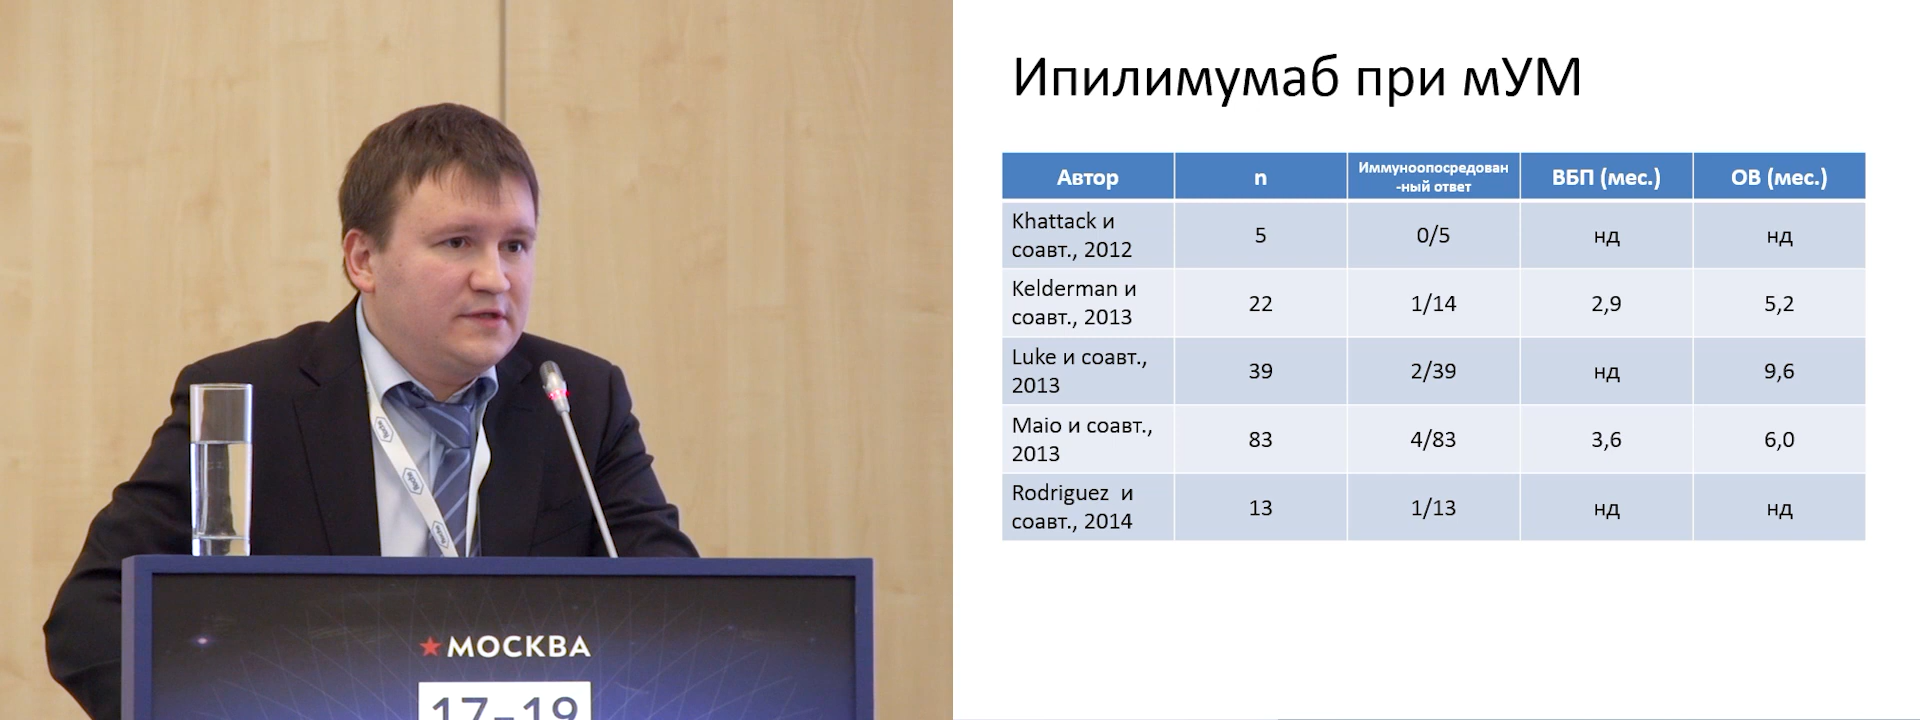 Ипилимумаб при мУМ
Автор n Иммуноопосредован ВБП (мес.) ОВ (мес.)
-ный ответ
Khattack и
соавт., 2012 5 0/5 нд нд
Kelderman и
соавт., 2013 22 1/14 2,9 5,2
Luke и соавт.,
2013 39 2/39 нд 9,6
Maio и соавт.,
2013 83 4/83 3,6 6,0
Rodriguez и
соавт., 2014 13 1/13 нд нд
МОСКВА
17-19
Roche
Roche
Roche